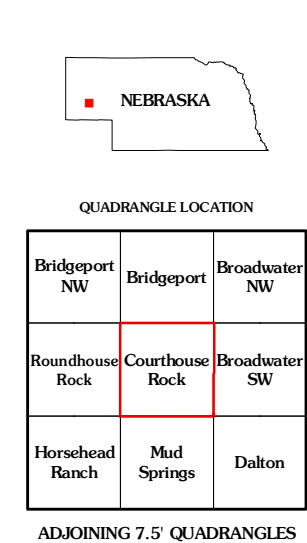 NEBRASKA
QUADRANGLE LOCATION
Bridgeport
NW
Bridgeport
Broadwater
NW
Roundhouse
Rock
Courthouse
Rock
Broadwater
SW
Horsehead
Ranch
Mud
Springs
Dalton
ADJOINING 7.5' QUADRANGLES